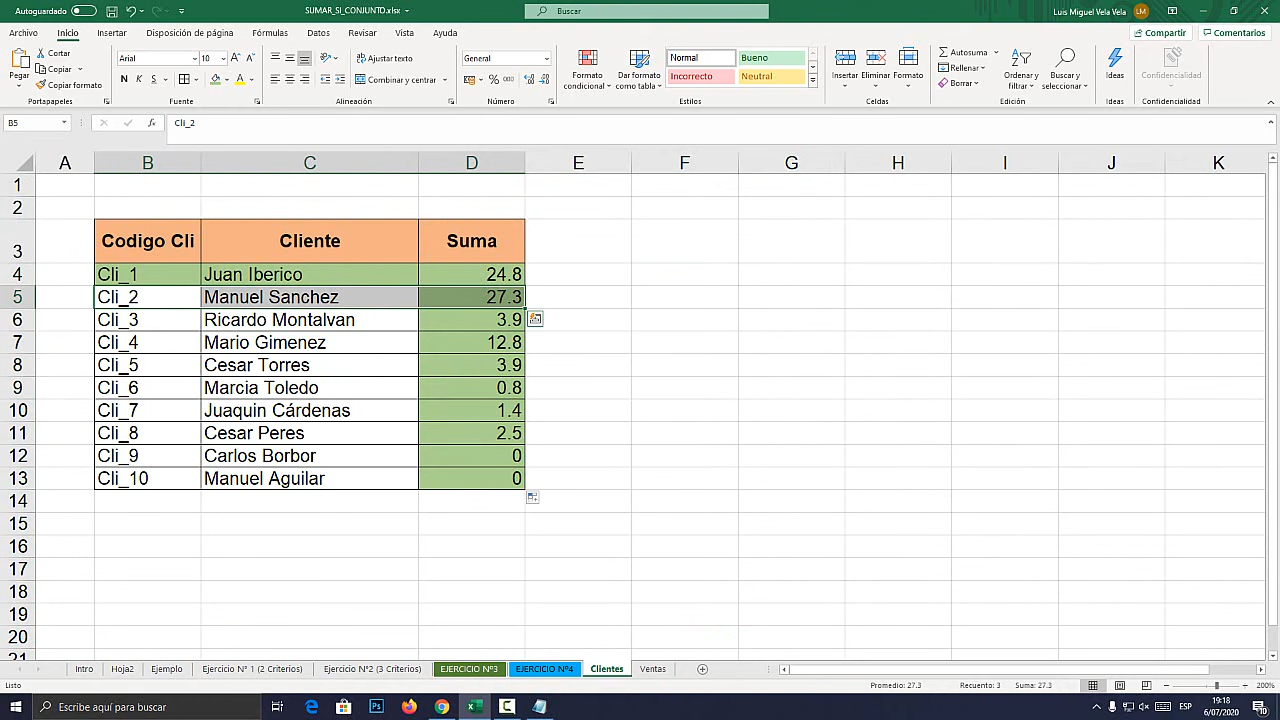 Autoguardado
SUMAR_SI_CONJUNTO.xlsx
Buscar
Luis Miguel Vela Vela
LM
Archivo
Inicio
Insertar
Disposición de página
Fórmulas
Datos
Revisar
Vista
Ayuda
Compartir
Comentarios
Pegar
Cortar
Copiar
Copiar formato
Portapapeles
Arial
10
N K S
Fuente
Ajustar texto
Combinar y centrar
Alineación
General
% 000
Número
Formato condicional
Dar formato como tabla
Normal
Bueno
Incorrecto
Neutral
Estilos
Insertar
Eliminar
Formato
Celdas
Autosuma
Rellenar
Borrar
Ordenar y filtrar
Buscar y seleccionar
Edición
Ideas
Ideas
Confidencialidad
Confidencialidad
B5
fx
Cli_2
A B C D E F G H I J K
1
2
3 Codigo Cli Cliente Suma
4 Cli_1 Juan Iberico 24.8
5 Cli_2 Manuel Sanchez 27.3
6 Cli_3 Ricardo Montalvan 3.9
7 Cli_4 Mario Gimenez 12.8
8 Cli_5 Cesar Torres 3.9
9 Cli_6 Marcia Toledo 0.8
10 Cli_7 Juaquin Cárdenas 1.4
11 Cli_8 Cesar Peres 2.5
12 Cli_9 Carlos Borbor 0
13 Cli_10 Manuel Aguilar 0
14
15
16
17
18
19
20
21
Intro
Hoja2
Ejemplo
Ejercicio N° 1 (2 Criterios)
Ejercicio N°2 (3 Criterios)
EJERCICIO Nº3
EJERCICIO Nº4
Clientes
Ventas
Listo
Promedio: 27.3
Recuento: 3
Suma: 27.3
200%
Escribe aquí para buscar
ESP
19:18
6/07/2020